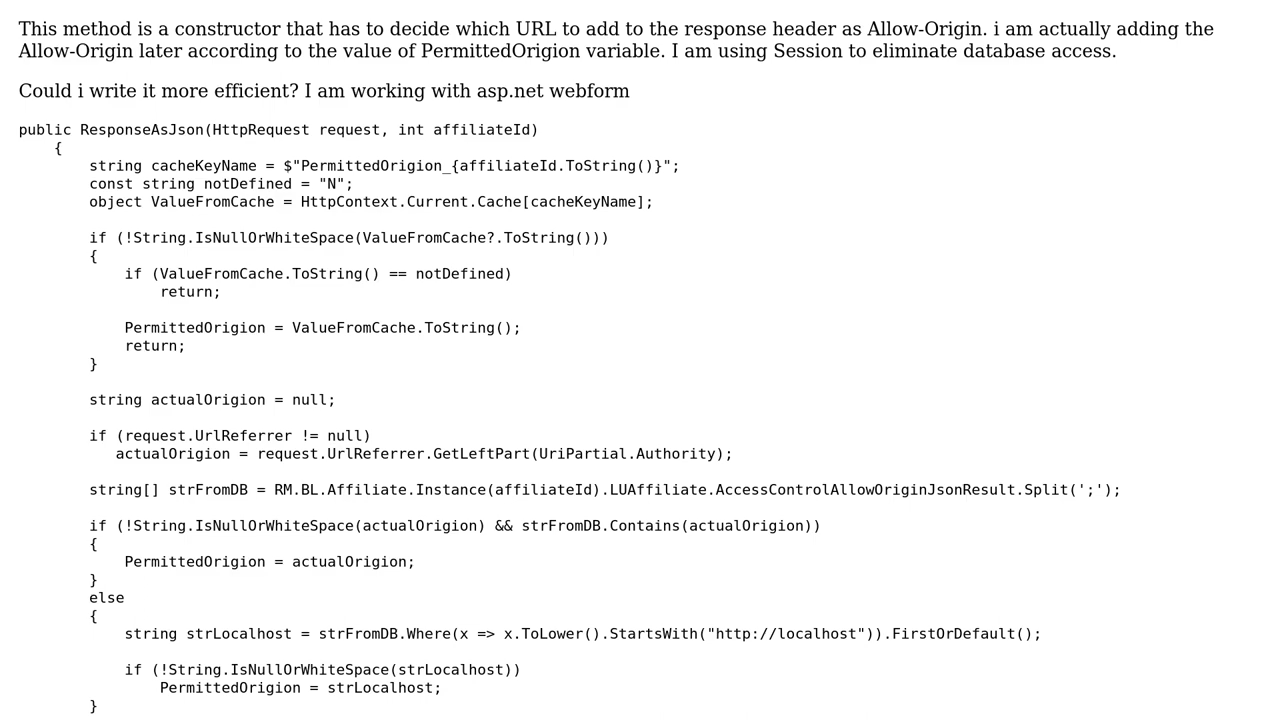 This method is a constructor that has to decide which URL to add to the response header as Allow-Origin. i am actually adding the
Allow-Origin later according to the value of PermittedOrigion variable. I am using Session to eliminate database access.
Could i write it more efficient? I am working with asp.net webform
public ResponseAsJson(HttpRequest request, int affiliateId)
    {
        string cacheKeyName = $"PermittedOrigion_{affiliateId.ToString()}";
        const string notDefined = "N";
        object ValueFromCache = HttpContext.Current.Cache[cacheKeyName];

        if (!String.IsNullOrWhiteSpace(ValueFromCache?.ToString()))
        {
            if (ValueFromCache.ToString() == notDefined)
                return;

            PermittedOrigion = ValueFromCache.ToString();
            return;
        }

        string actualOrigion = null;

        if (request.UrlReferrer != null)
           actualOrigion = request.UrlReferrer.GetLeftPart(UriPartial.Authority);

        string[] strFromDB = RM.BL.Affiliate.Instance(affiliateId).LUAffiliate.AccessControlAllowOriginJsonResult.Split(';');

        if (!String.IsNullOrWhiteSpace(actualOrigion) && strFromDB.Contains(actualOrigion))
        {
            PermittedOrigion = actualOrigion;
        }
        else
        {
            string strLocalhost = strFromDB.Where(x => x.ToLower().StartsWith("http://localhost")).FirstOrDefault();

            if (!String.IsNullOrWhiteSpace(strLocalhost))
                PermittedOrigion = strLocalhost;
        }